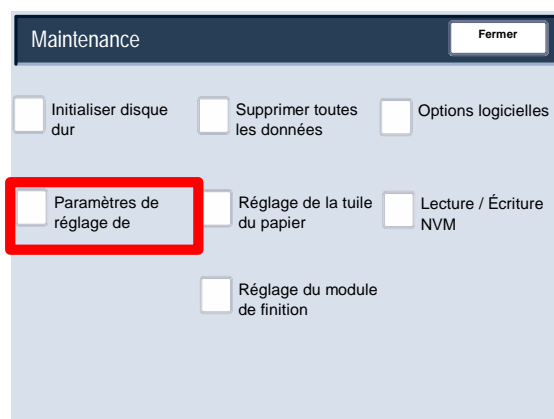 Maintenance
Fermer
Initialiser disque
dur
Supprimer toutes
les données
Options logicielles
Paramètres de
réglage de
Réglage de la tuile
du papier
Lecture / Écriture
NVM
Réglage du module
de finition